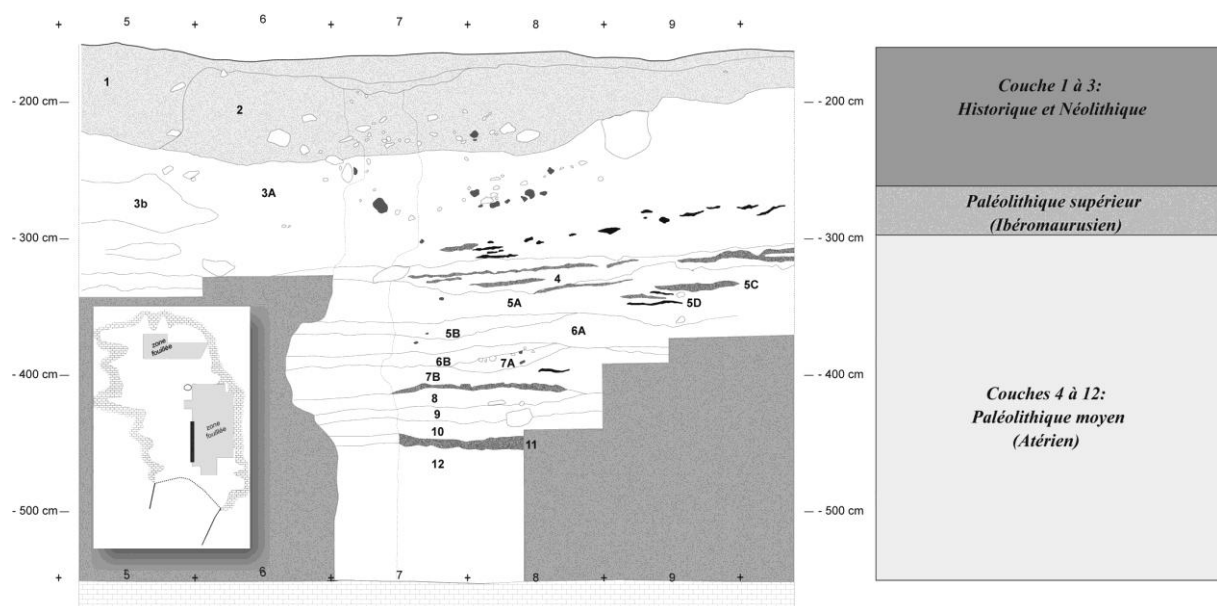 + 5 + 6 + 7 + 8 + 9 +
- 200 cm
- 300 cm
- 400 cm
- 500 cm
1
2
3A
3b
4
5A
5B
5C
5D
6A
6B
7A
7B
8
9
10
11
12
zone
fouillée
zone
fouillée
- 200 cm
- 300 cm
- 400 cm
- 500 cm
+ 5 + 6 + 7 + 8 + 9 +
Couche 1 à 3:
Historique et Néolithique
Paléolithique supérieur
(Ibéromaurusien)
Couches 4 à 12:
Paléolithique moyen
(Atérien)